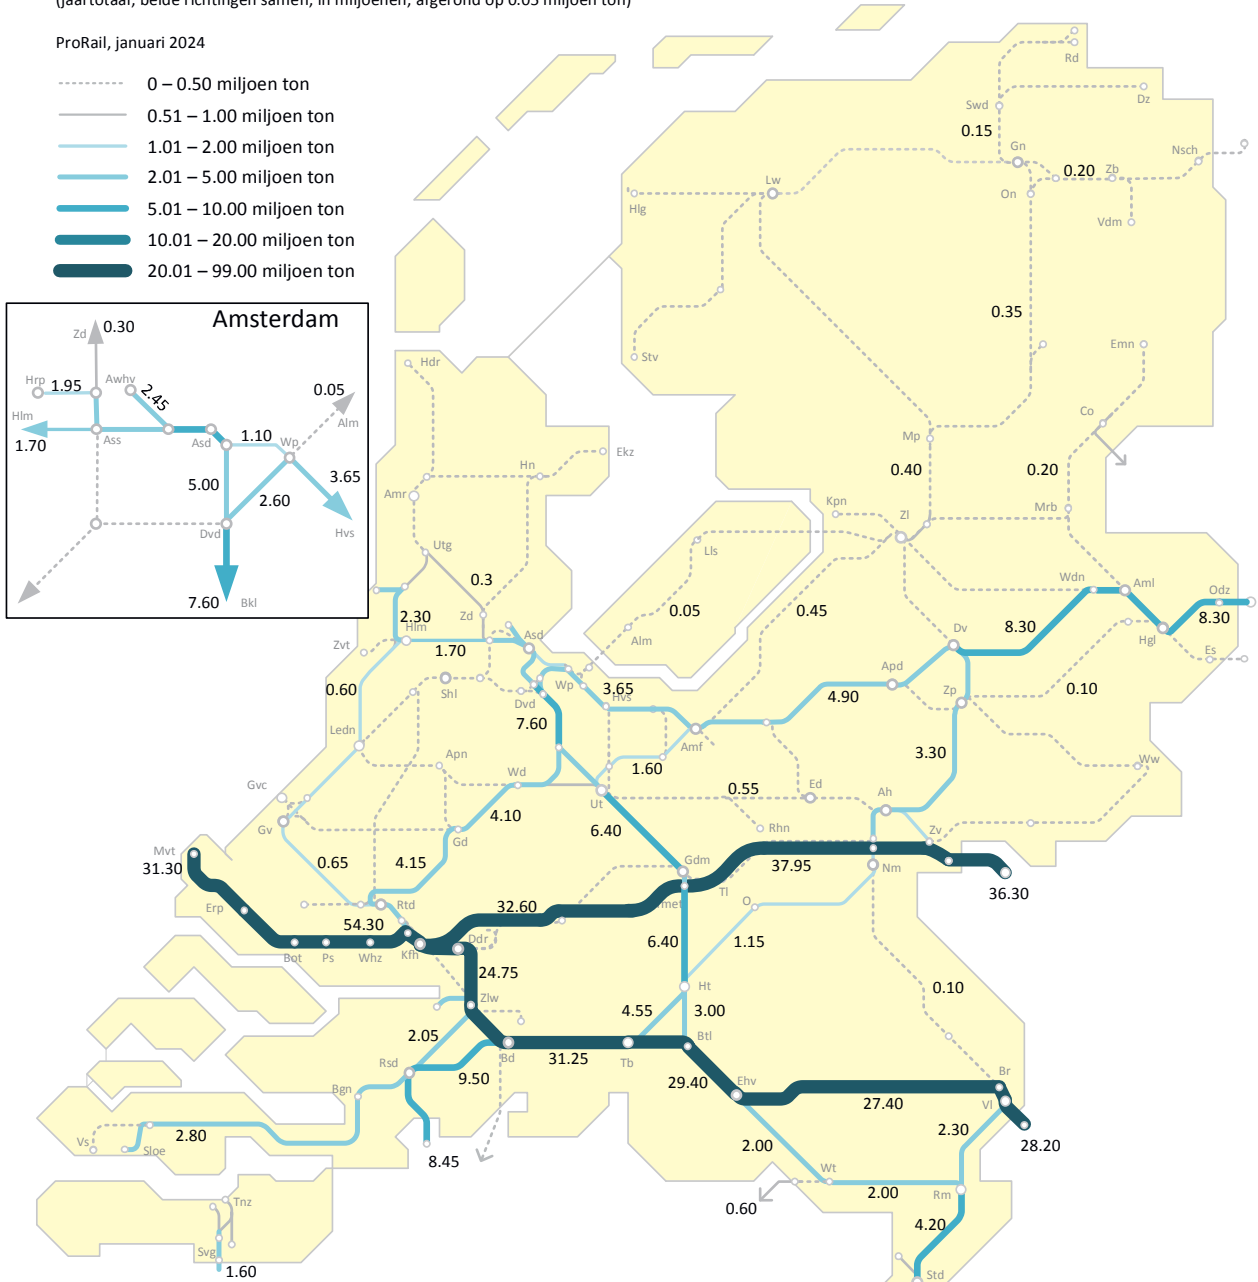 (jaartotaal, beide richtingen samen, in miljoenen, afgerond op 0.05 miljoen ton)
ProRail, januari 2024
0 – 0.50 miljoen ton
0.51 – 1.00 miljoen ton
1.01 – 2.00 miljoen ton
2.01 – 5.00 miljoen ton
5.01 – 10.00 miljoen ton
10.01 – 20.00 miljoen ton
20.01 – 99.00 miljoen ton
Amsterdam
Zd
0.30
Hrp
1.95
Awhv
2.45
0.05
Alm
Hlm
1.70
Ass
Asd
1.10
Wp
5.00
2.60
3.65
Hvs
Dvd
7.60
Bkl
Rd
Dz
Swd
0.15
Gn
0.20
Zb
Nsch
On
Vdm
Lw
Hlg
0.35
Stv
Emn
Hdr
Co
Mp
0.40
0.20
Ekz
Hn
Amr
Kpn
Zl
Mrb
Utg
Lls
0.3
0.05
0.45
Wdn
Aml
Odz
8.30
8.30
Hgl
Es
2.30
Hlm
Zd
Zvt
1.70
Asd
Alm
Dv
0.60
Shl
Wp
3.65
Hvs
Dvd
Apd
Zp
0.10
4.90
7.60
Ledn
Apn
Amf
3.30
Wd
1.60
Ww
Gvc
Ut
0.55
Ed
Ah
Gv
4.10
6.40
Rhn
Zv
Gd
Mvt
31.30
0.65
4.15
Gdm
37.95
Nm
36.30
Tl
Erp
Rtd
32.60
met
O
54.30
Bot
Ps
Whz
Kfh
Ddr
6.40
1.15
24.75
Ht
0.10
Zlw
4.55
3.00
2.05
Bd
31.25
Tb
Btl
Rsd
9.50
29.40
Ehv
27.40
Br
Bgn
Vl
Vs
2.80
Sloe
8.45
2.00
2.30
28.20
Wt
2.00
Rm
0.60
Tnz
4.20
Svg
1.60
Std